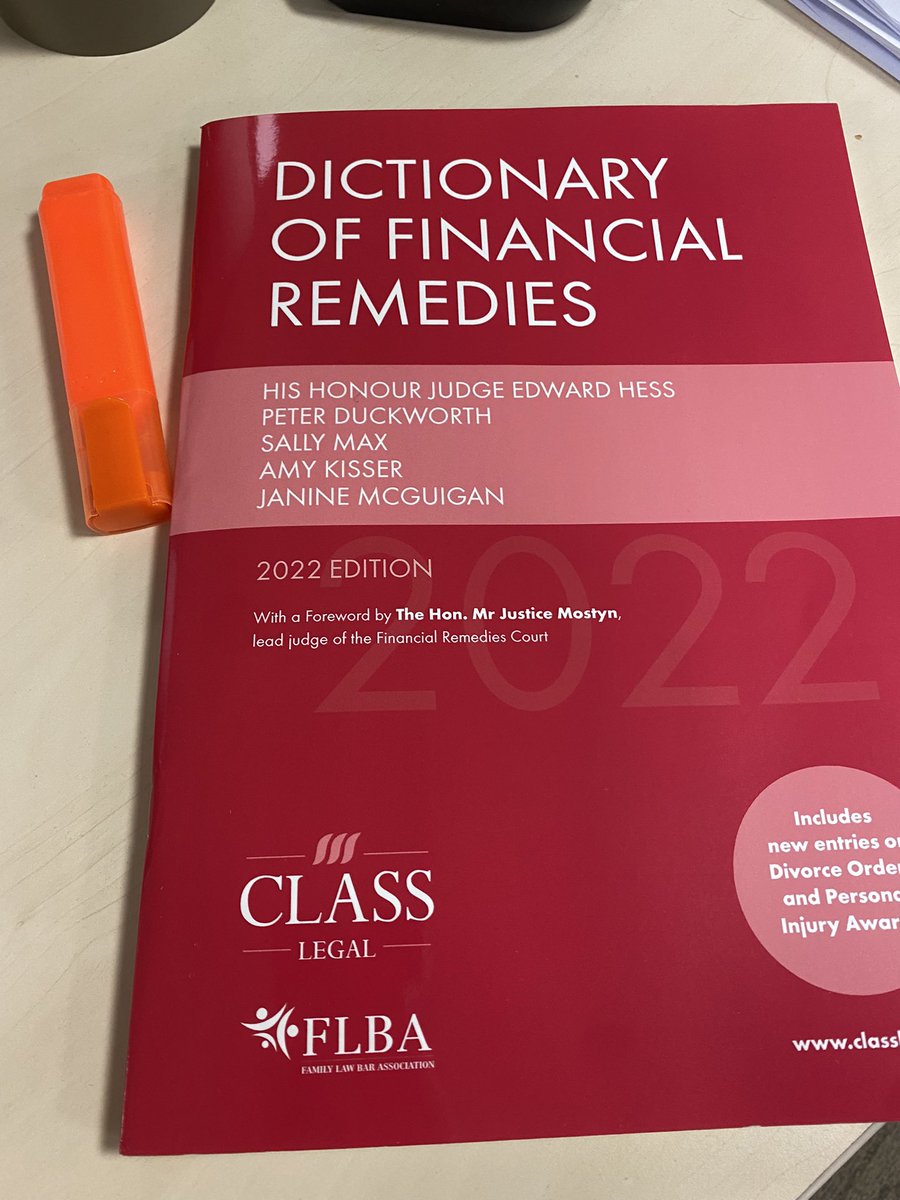 DICTIONARY
OF FINANCIAL
REMEDIES
HIS HONOUR JUDGE EDWARD HESS
PETER DUCKWORTH
SALLY MAX
AMY KISSER
JANINE MCGUIGAN
2022
2022 EDITION
With a Foreword by The Hon. Mr Justice Mostyn,
lead judge of the Financial Remedies Court
Includes
new entries
Divorce
and
Injury
CLASS
LEGAL
FLBA
FAMILY LAW BAR ASSOCIATION